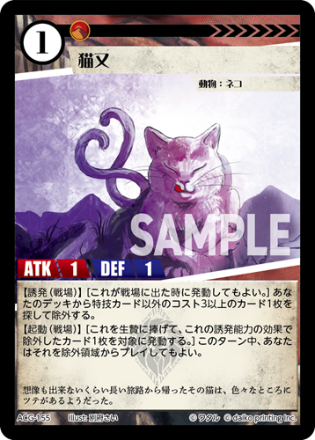 1
猫又
動物：ネコ
SAMPLE
ATK 1 DEF 1
【誘発（戦場）】[これが戦場に出た時に発動してもよい。] あな
たのデッキから特技カード以外のコスト3以上のカード1枚を
探して除外する。
【起動（戦場）】[これを生贄に捧げて、これの誘発能力の効果で
除外したカード1枚を対象に発動する。] このターン中、あなた
はそれを除外領域からプレイしてもよい。
想像も出来ないくらい長い旅路から帰ったその猫は、色々なところに
ツテがあるようだった。
ACG-155 Illust: 別府さい ©ワタル ©daiko printing inc.